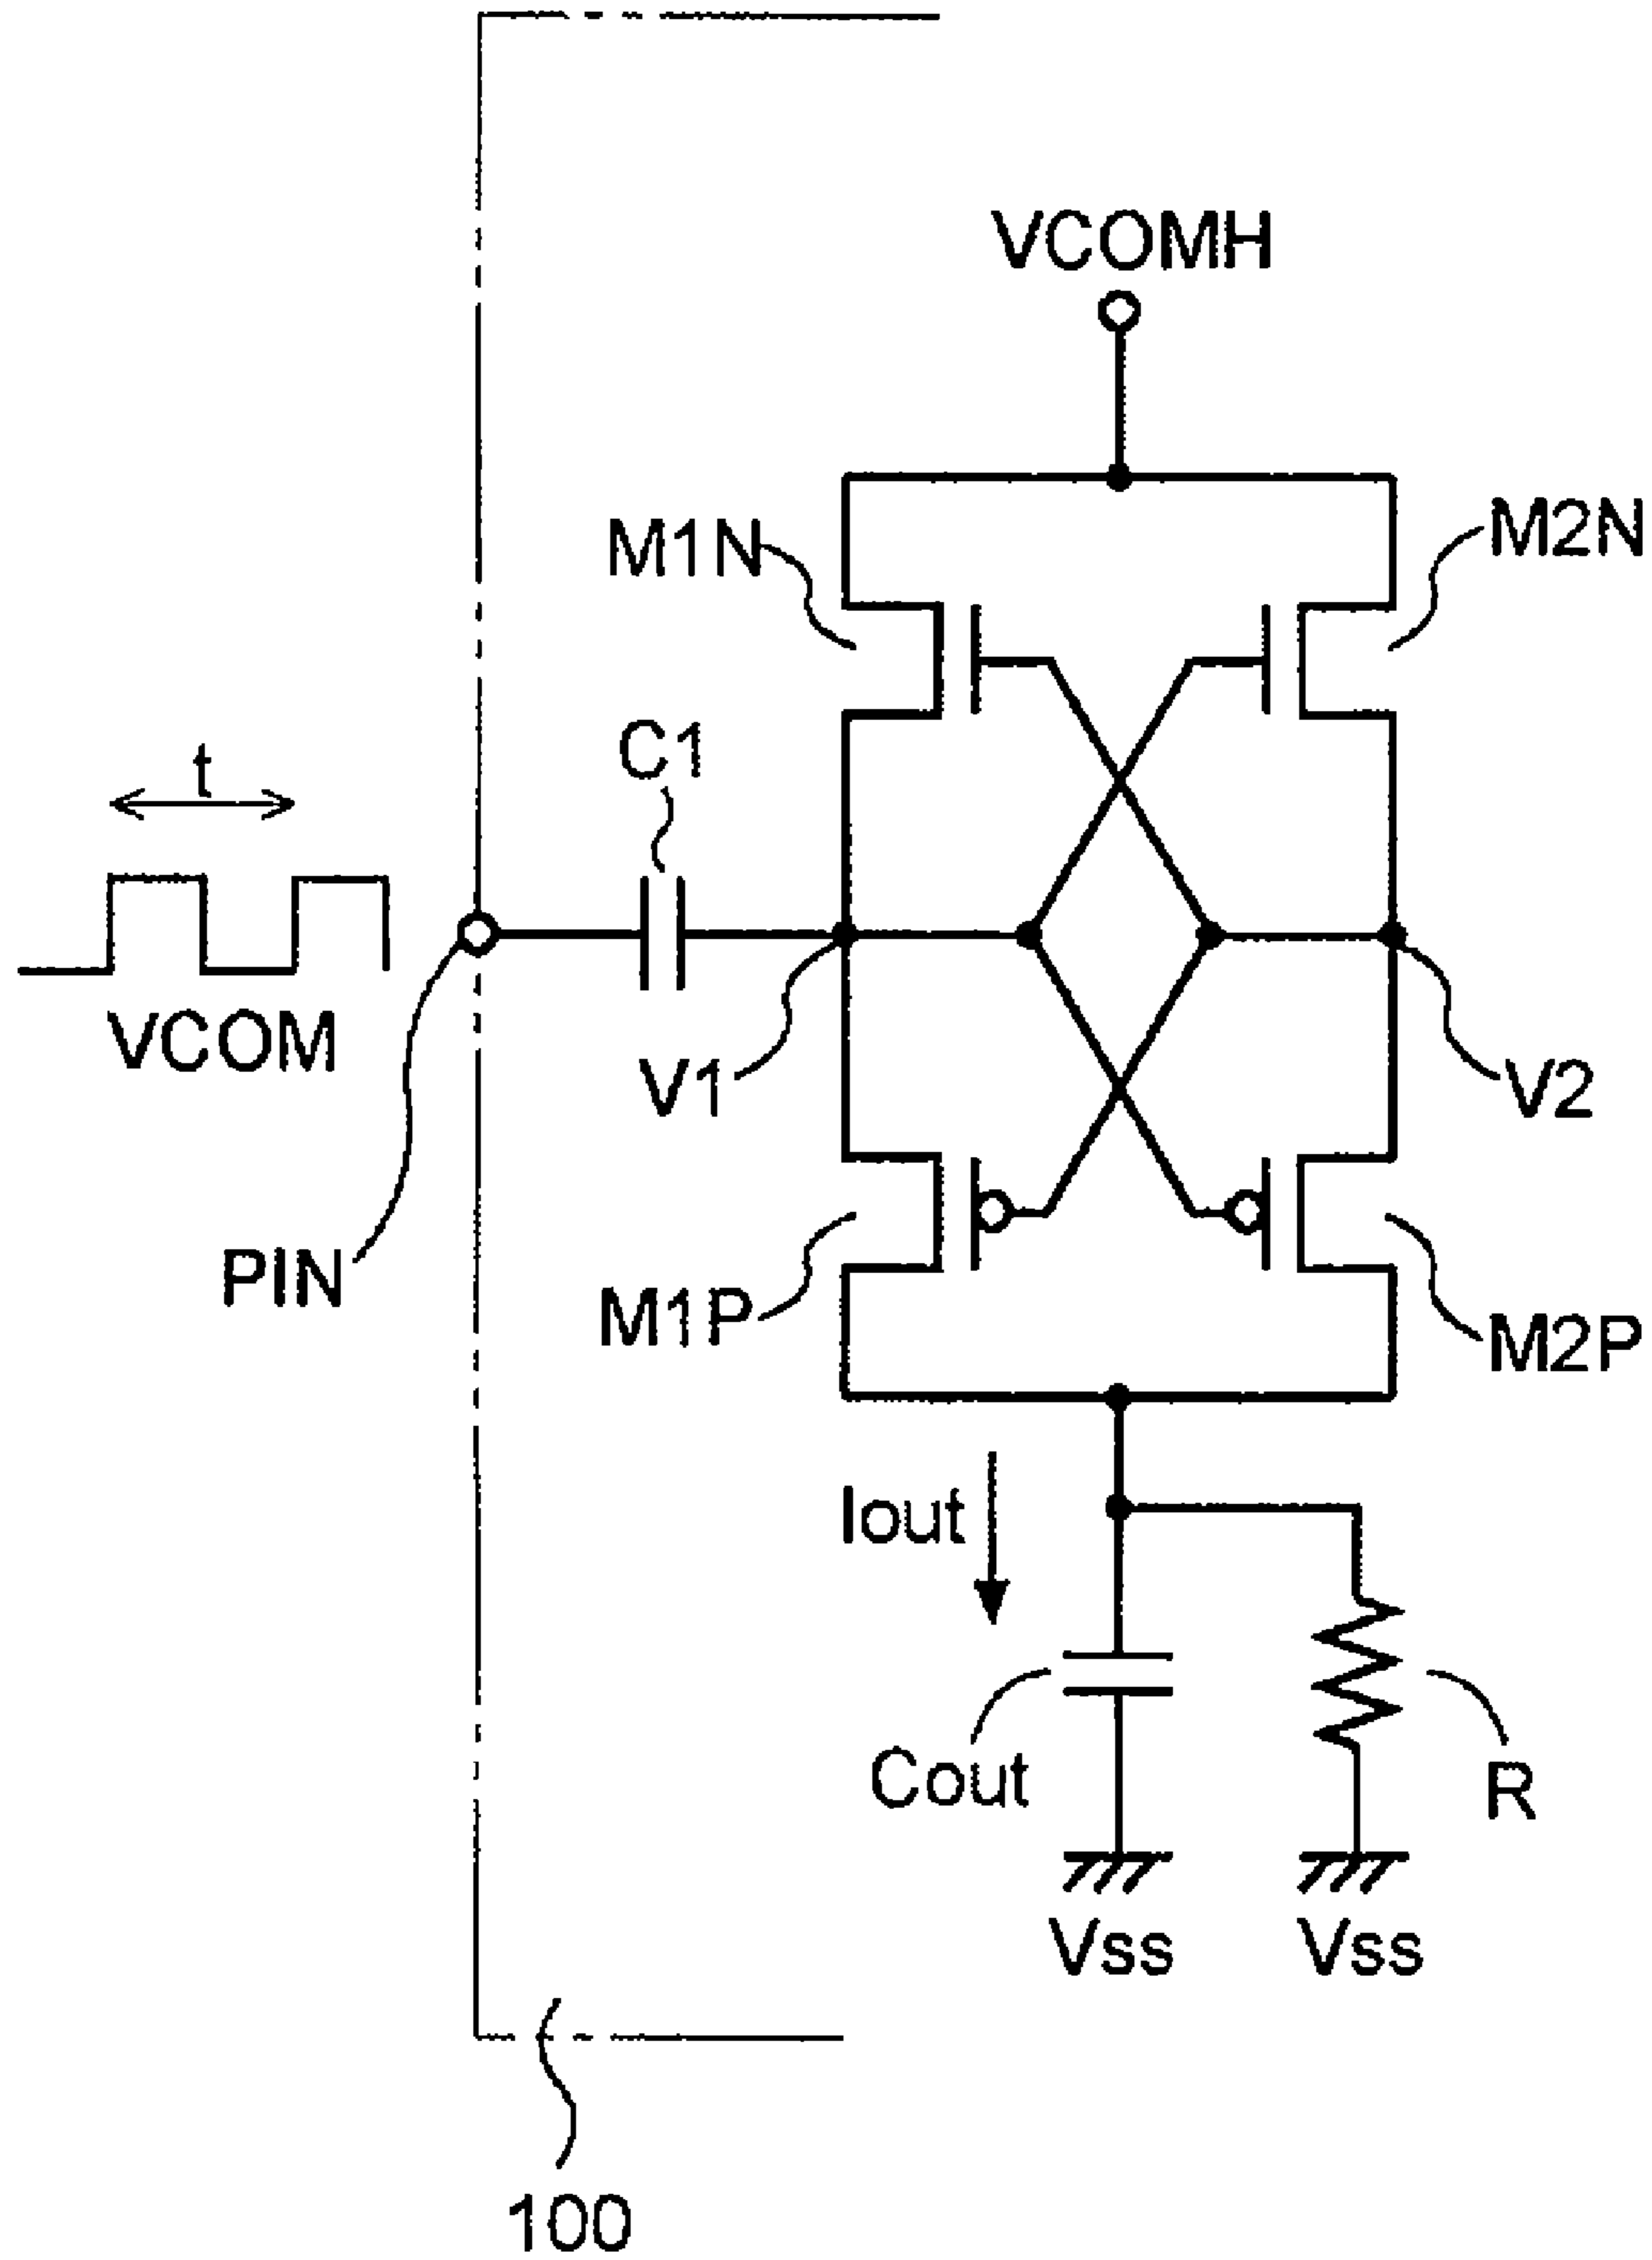 VCOMH
M1N
M2N
C1
t
VCOM
V1
V2
PIN
M1P
M2P
Iout
Cout
R
Vss
Vss
100